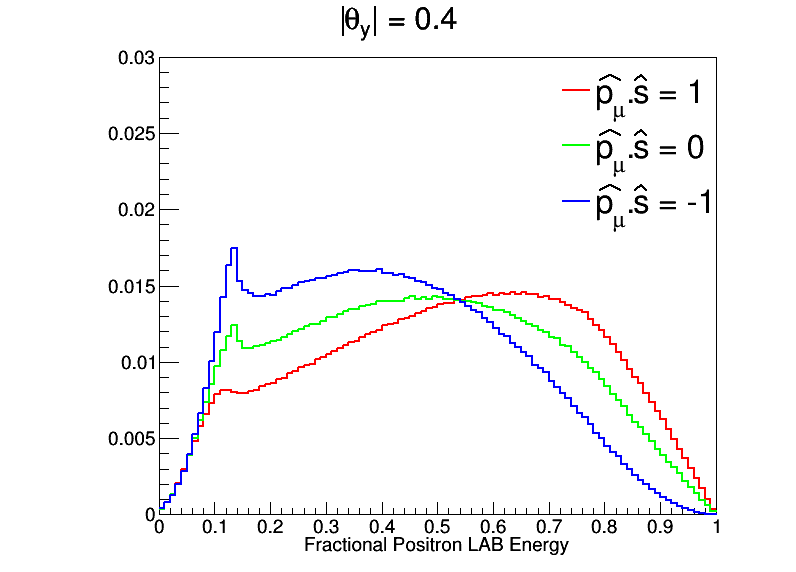 |θy| = 0.4
0.03
0.025
0.02
0.015
0.01
0.005
0
p̂μ.ŝ = 1
p̂μ.ŝ = 0
p̂μ.ŝ = -1
0 0.1 0.2 0.3 0.4 0.5 0.6 0.7 0.8 0.9 1
Fractional Positron LAB Energy